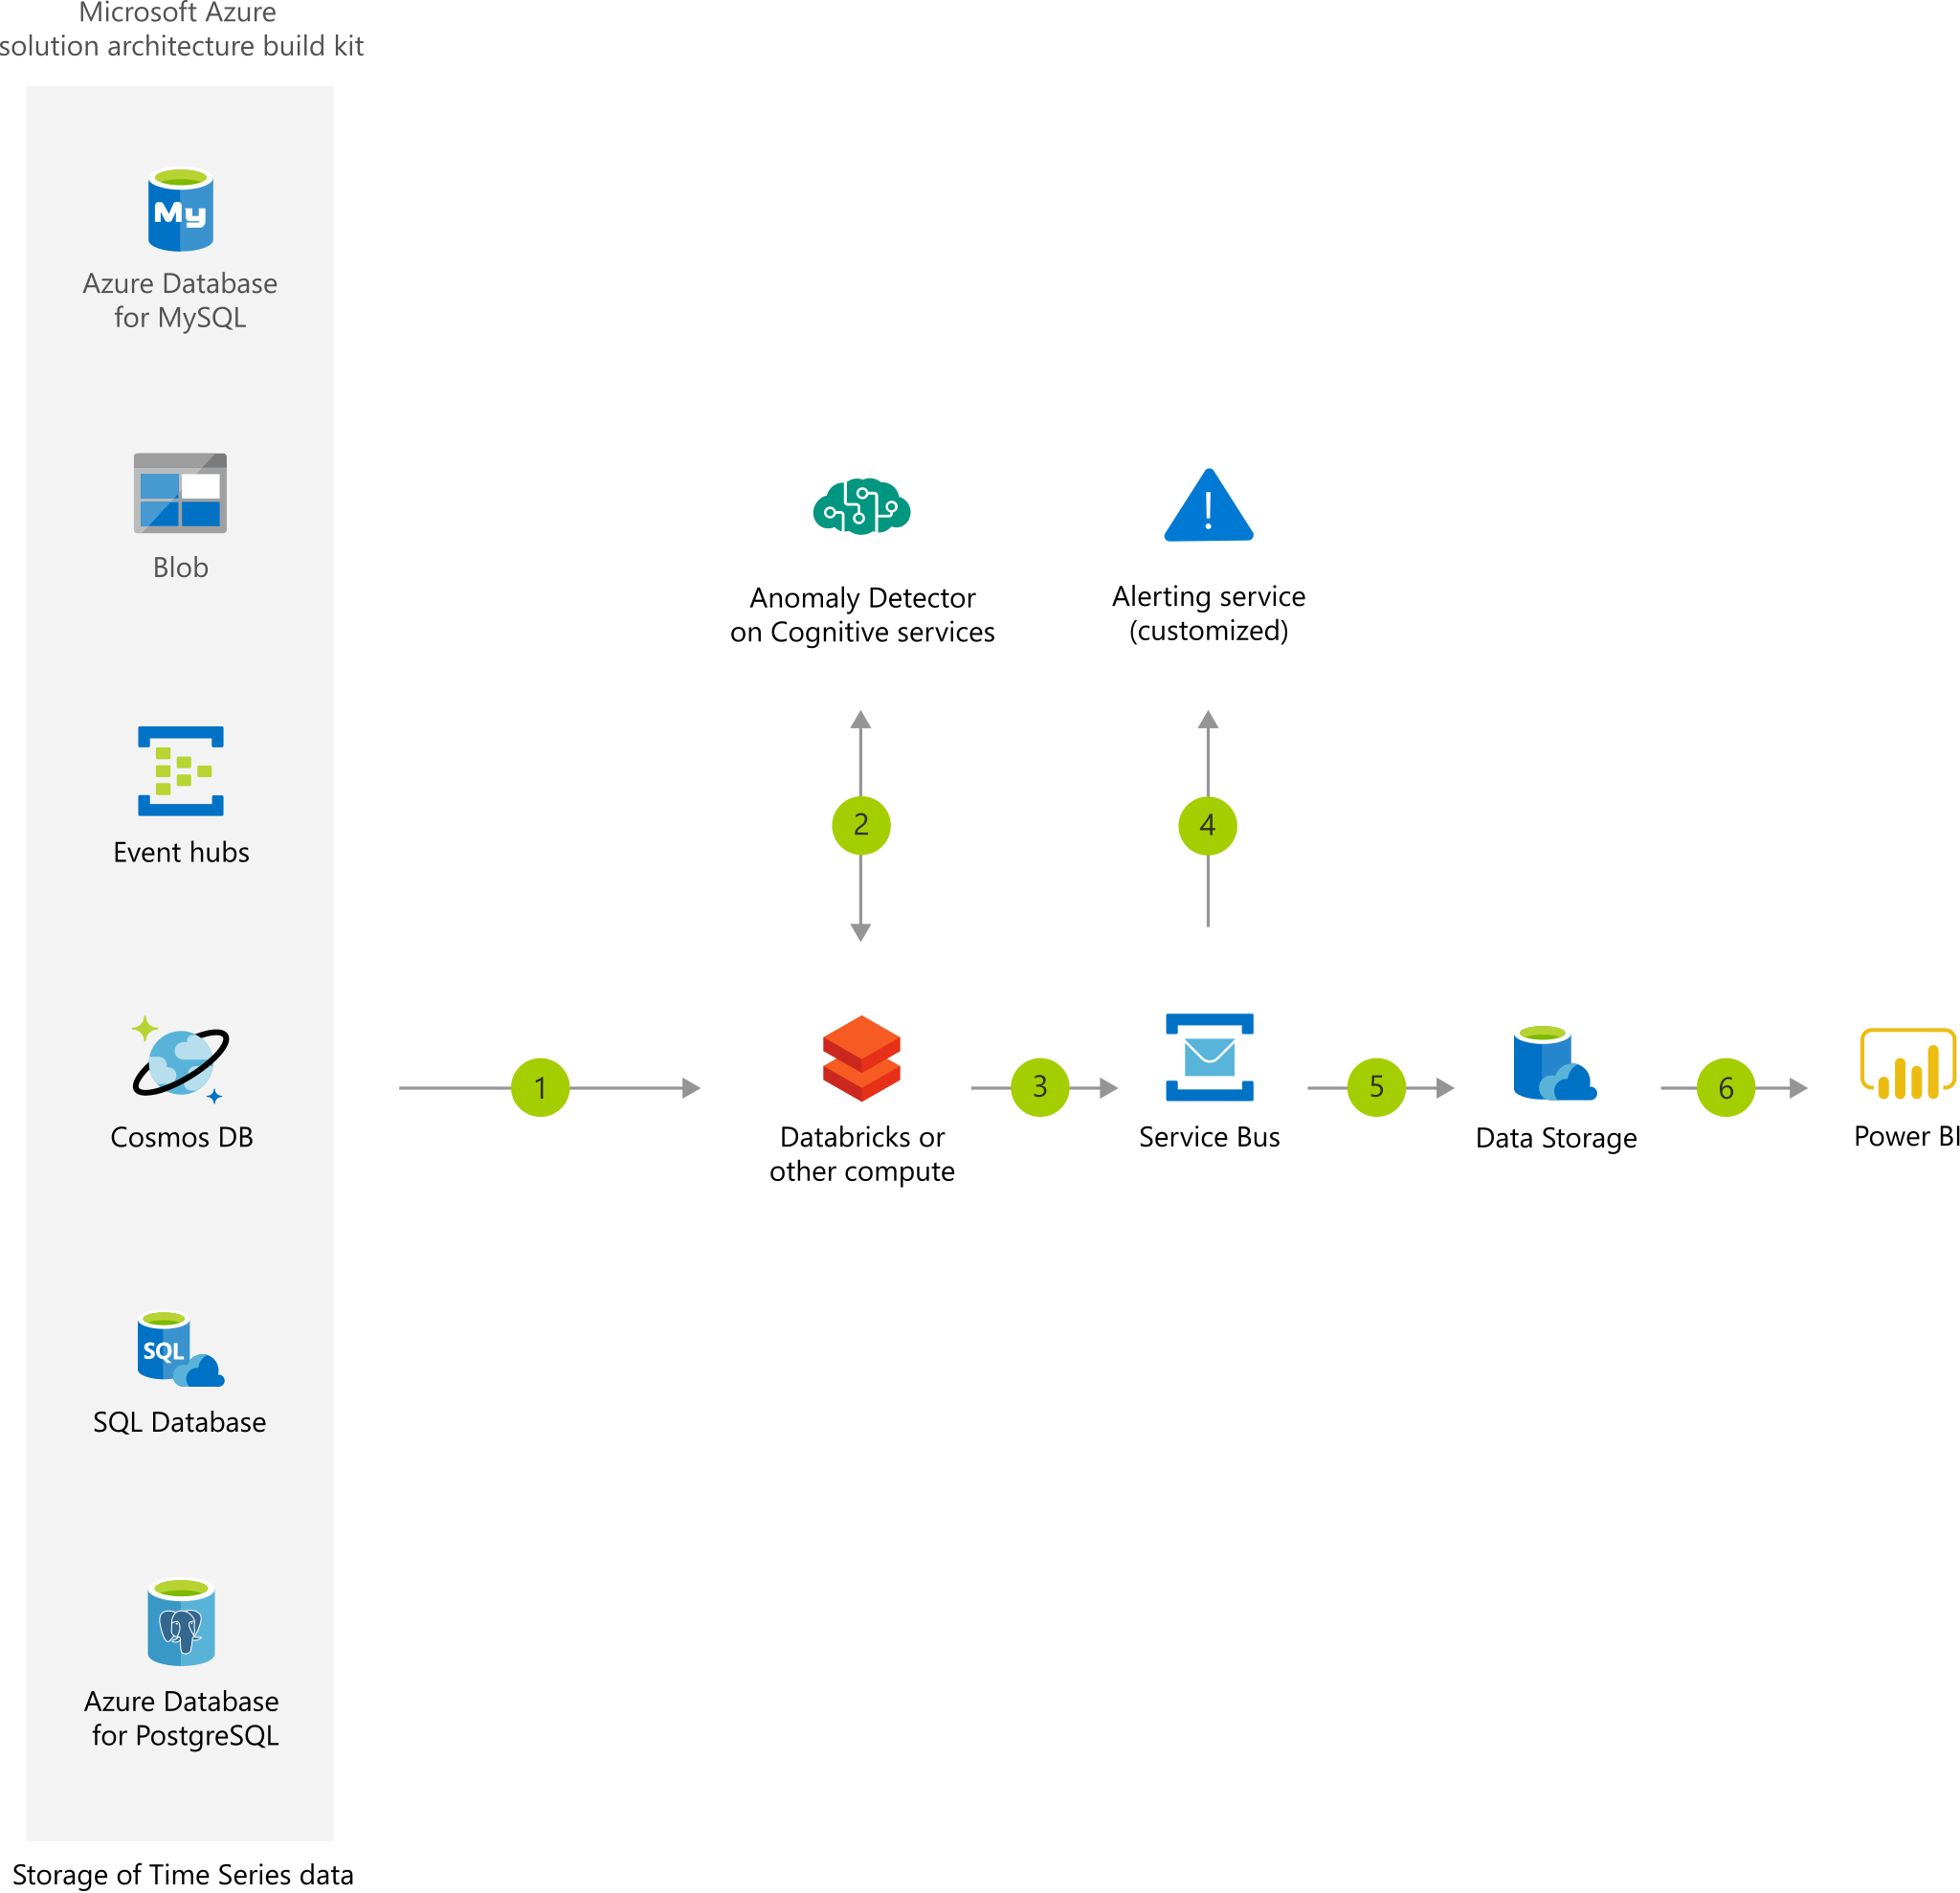 Microsoft Azure
solution architecture build kit
My
Azure Database
for MySQL
Blob
Event hubs
Cosmos DB
SQL
SQL Database
Azure Database
for PostgreSQL
Storage of Time Series data
1
Anomaly Detector
on Cognitive services
2
Databricks or
other compute
3
Alerting service
(customized)
4
Service Bus
5
Data Storage
6
Power BI